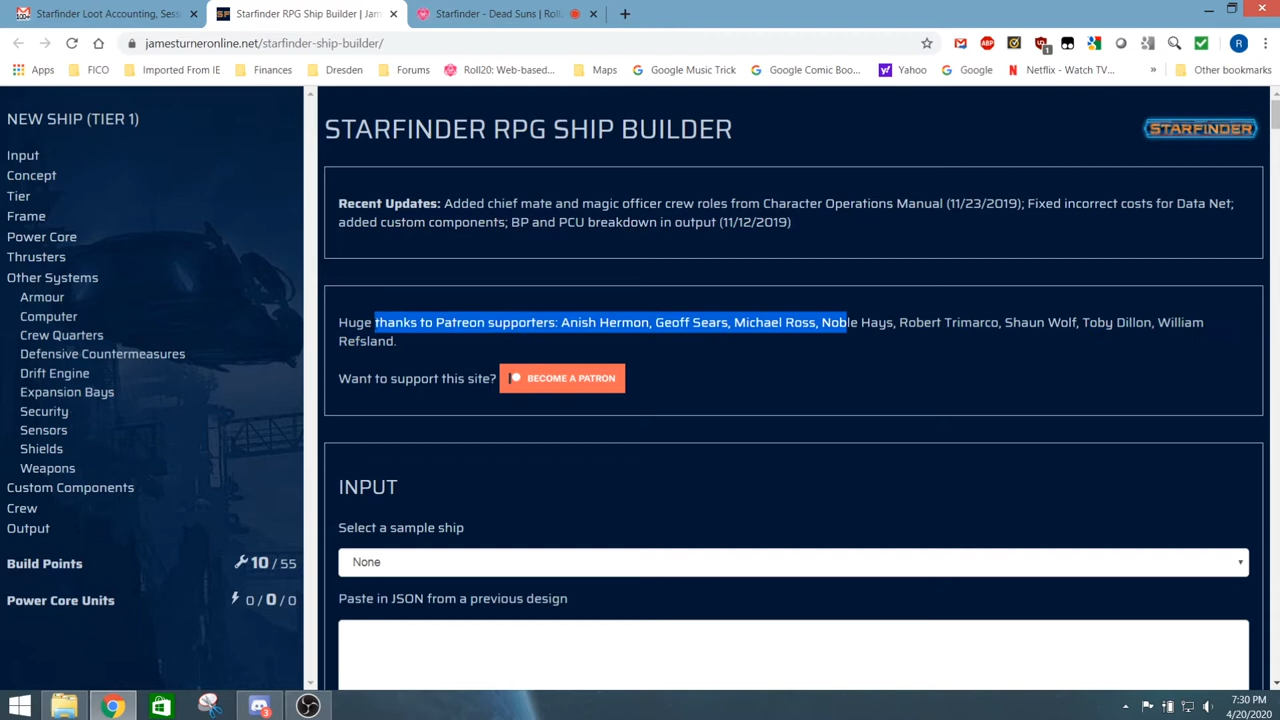 Starfinder Loot Accounting, Sess
Starfinder RPG Ship Builder | Jam
Starfinder - Dead Suns | Roll
jamesturneronline.net/starfinder-ship-builder/
Apps
FICO
Imported From IE
Finances
Dresden
Forums
Roll20: Web-based...
Maps
Google Music Trick
Google Comic Boo...
Yahoo
Google
Netflix - Watch TV...
»
Other bookmarks
NEW SHIP (TIER 1)
Input
Concept
Tier
Frame
Power Core
Thrusters
Other Systems
Armour
Computer
Crew Quarters
Defensive Countermeasures
Drift Engine
Expansion Bays
Security
Sensors
Shields
Weapons
Custom Components
Crew
Output
Build Points 10 / 55
Power Core Units 0 / 0 / 0
STARFINDER RPG SHIP BUILDER
STARFINDER
Recent Updates: Added chief mate and magic officer crew roles from Character Operations Manual (11/23/2019); Fixed incorrect costs for Data Net;
added custom components; BP and PCU breakdown in output (11/12/2019)
Huge thanks to Patreon supporters: Anish Hermon, Geoff Sears, Michael Ross, Noble Hays, Robert Trimarco, Shaun Wolf, Toby Dillon, William
Refsland.
Want to support this site? BECOME A PATRON
INPUT
Select a sample ship
None
Paste in JSON from a previous design
7:30 PM
4/20/2020